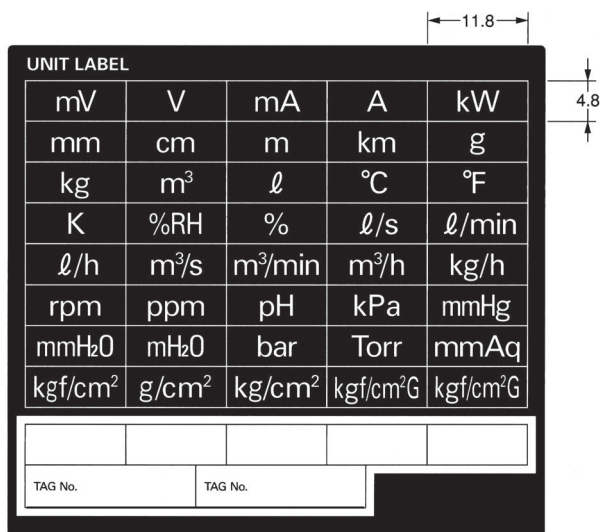 11.8
UNIT LABEL
mV V mA A kW
4.8
mm cm m km g
kg m³ ℓ °C °F
K %RH % ℓ/s ℓ/min
ℓ/h m³/s m³/min m³/h kg/h
rpm ppm pH kPa mmHg
mmH₂O mH₂O bar Torr mmAq
kgf/cm² g/cm² kg/cm² kgf/cm²G kgf/cm²G
TAG No. TAG No.